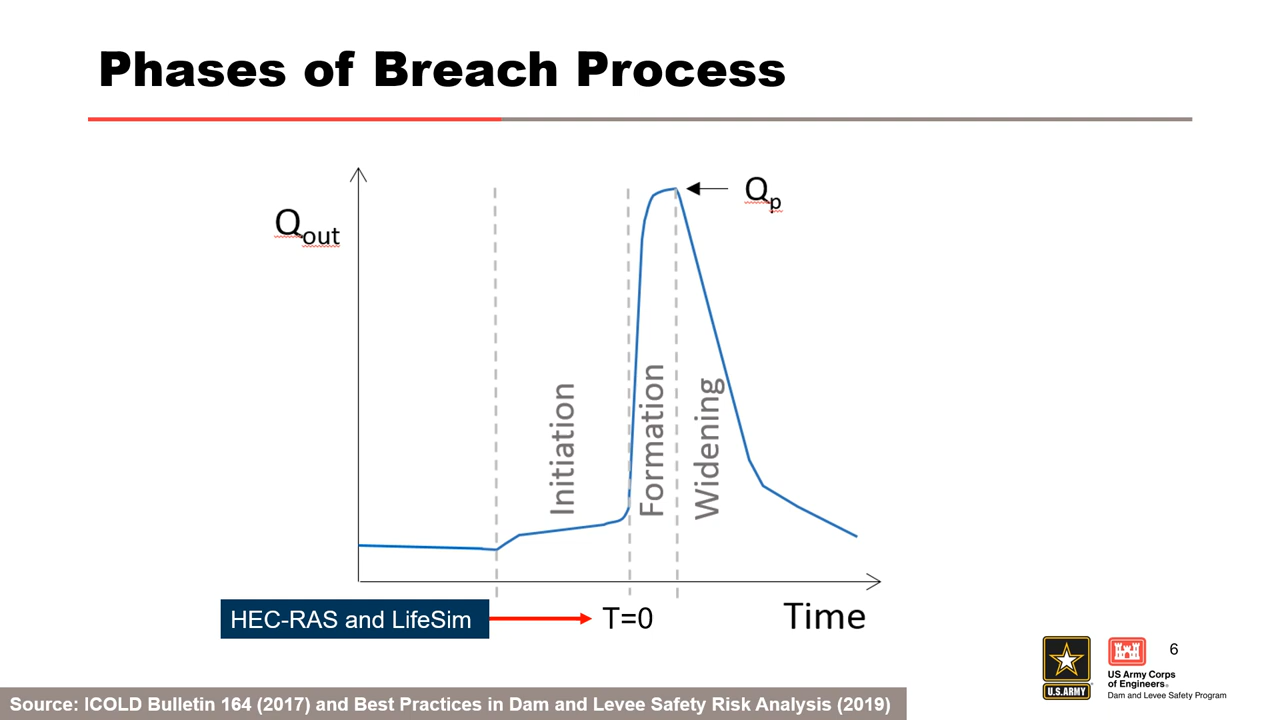 Phases of Breach Process
Qout
Qp
Initiation
Formation
Widening
HEC-RAS and LifeSim
T=0
Time
6
U.S.ARMY
US Army Corps
of Engineers®
Dam and Levee Safety Program
Source: ICOLD Bulletin 164 (2017) and Best Practices in Dam and Levee Safety Risk Analysis (2019)